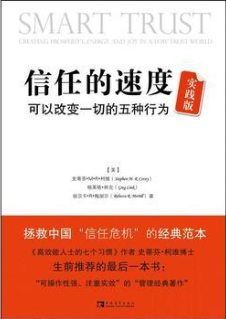 SMART TRUST
CREATING PROSPERITY, ENERGY, AND JOY IN A LOW-TRUST WORLD
信任的速度
实践版
可以改变一切的五种行为
[美]
史蒂芬·M·R·柯维 (Stephen M. R. Covey)
格莱格·林克 (Greg Link)
丽贝卡·R·梅丽尔 (Rebecca R. Merrill) 著
拯救中国“信任危机”的经典范本
《高效能人士的七个习惯》作者 史蒂芬·柯维博士
生前推荐的最后一本书：
“可操作性强、注重实效”的“管理经典著作”